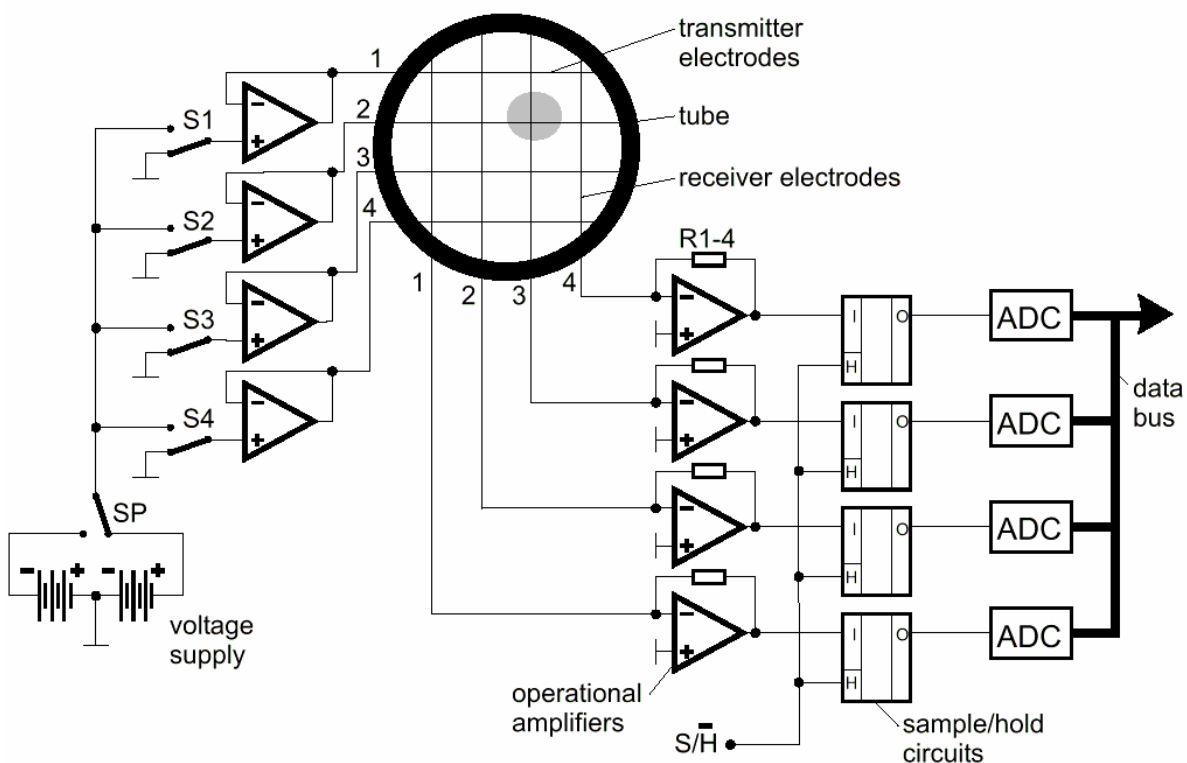 transmitter
electrodes
1
2
tube
S1
- +
3
receiver electrodes
4
S2
- +
R1-4
1
2
3
4
S3
- +
-
+
I O
H
ADC
S4
- +
data
bus
-
+
I O
H
ADC
SP
- + - +
-
+
I O
H
ADC
voltage
supply
-
+
I O
H
ADC
operational
amplifiers
S/H̅
sample/hold
circuits